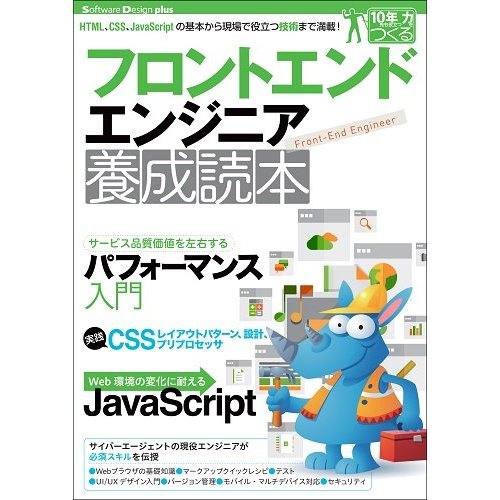 Software Design plus
HTML、CSS、JavaScriptの基本から現場で役立つ技術まで満載!
10年
力
つくる
フロントエンド
エンジニア
Front-End Engineer
養成読本
サービス品質価値を左右する
パフォーマンス
入門
実践
CSS レイアウトパターン、設計、
プリプロセッサ
Web環境の変化に耐える
JavaScript
サイバーエージェントの現役エンジニアが
必須スキルを伝授
●Webブラウザの基礎知識●マークアップクイックレシピ●テスト
●UI/UXデザイン入門●バージョン管理●モバイル・マルチデバイス対応●セキュリティ